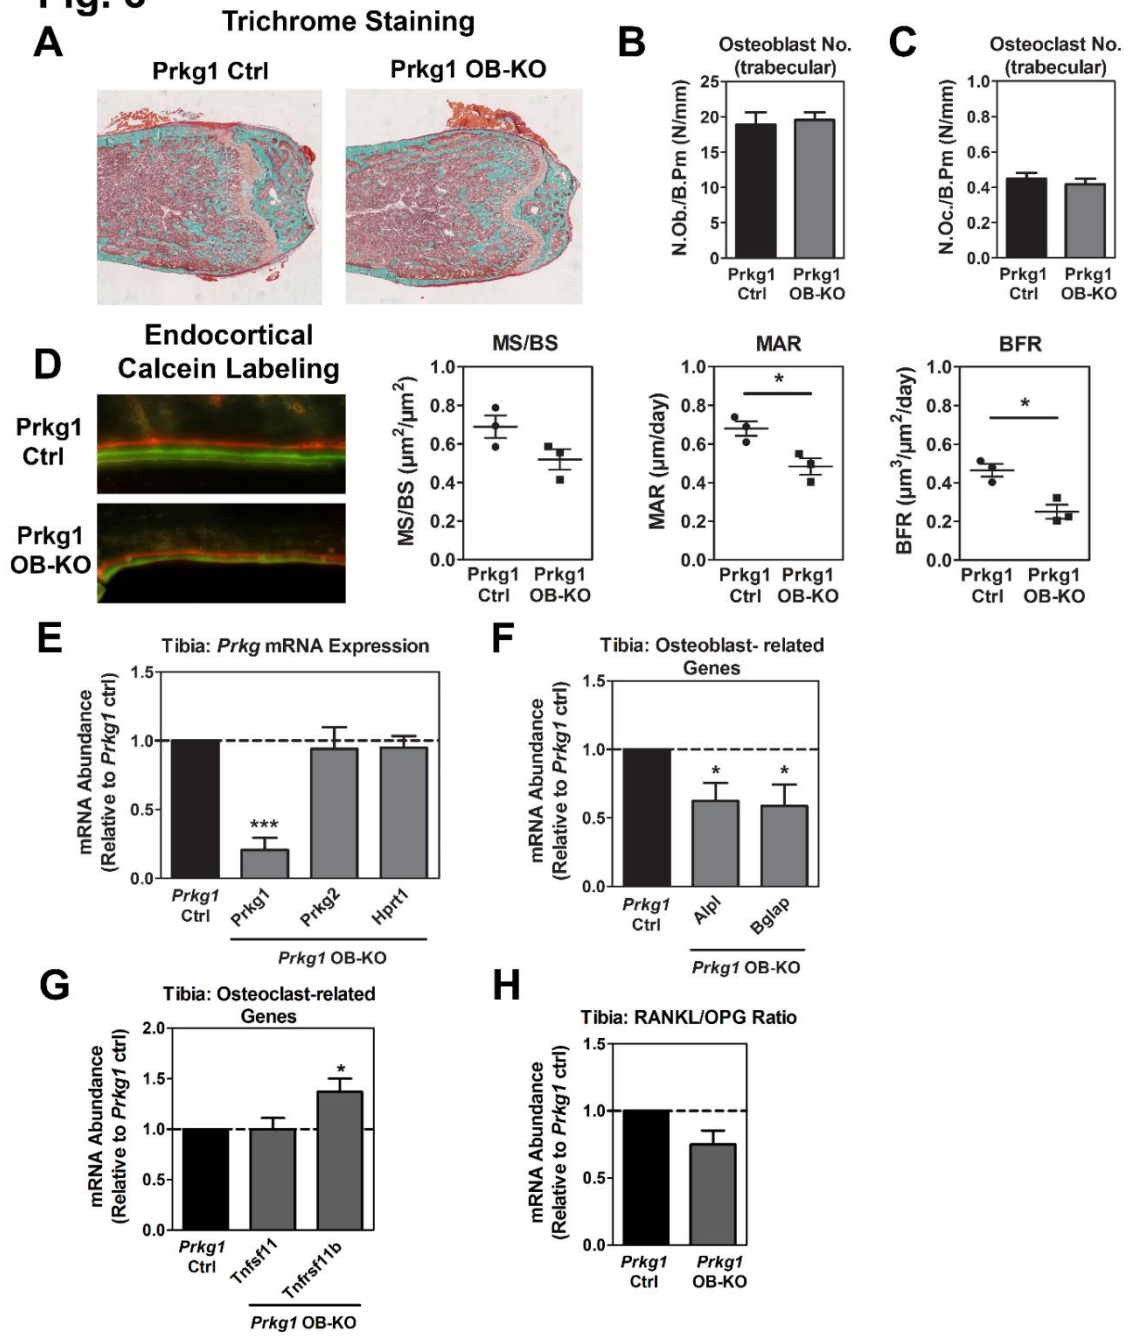 Fig.
Trichrome Staining
A
Prkg1 Ctrl
Prkg1 OB-KO
B
Osteoblast No.
(trabecular)
N.Ob./B.Pm (N/mm)
25
20
15
10
5
0
Prkg1
Ctrl
Prkg1
OB-KO
C
Osteoclast No.
(trabecular)
N.Oc./B.Pm (N/mm)
1.0
0.8
0.6
0.4
0.2
0.0
Prkg1
Ctrl
Prkg1
OB-KO
D
Endocortical
Calcein Labeling
Prkg1
Ctrl
Prkg1
OB-KO
MS/BS
MS/BS (µm²/µm²)
1.0
0.8
0.6
0.4
0.2
0.0
Prkg1
Ctrl
Prkg1
OB-KO
MAR
MAR (µm/day)
1.0
0.8
0.6
0.4
0.2
0.0
*
Prkg1
Ctrl
Prkg1
OB-KO
BFR
BFR (µm³/µm²/day)
1.0
0.8
0.6
0.4
0.2
0.0
*
Prkg1
Ctrl
Prkg1
OB-KO
E
Tibia: Prkg mRNA Expression
mRNA Abundance
(Relative to Prkg1 ctrl)
1.5
1.0
0.5
0.0
***
Prkg1
Ctrl
Prkg1
Prkg2
Hprt1
Prkg1 OB-KO
F
Tibia: Osteoblast- related
Genes
mRNA Abundance
(Relative to Prkg1 ctrl)
1.5
1.0
0.5
0.0
*
*
Prkg1
Ctrl
Alpl
Bglap
Prkg1 OB-KO
G
Tibia: Osteoclast-related
Genes
mRNA Abundance
(Relative to Prkg1 ctrl)
2.0
1.5
1.0
0.5
0.0
*
Prkg1
Ctrl
Tnfsf11
Tnfrsf11b
Prkg1 OB-KO
H
Tibia: RANKL/OPG Ratio
mRNA Abundance
(Relative to Prkg1 ctrl)
1.5
1.0
0.5
0.0
Prkg1
Ctrl
Prkg1
OB-KO